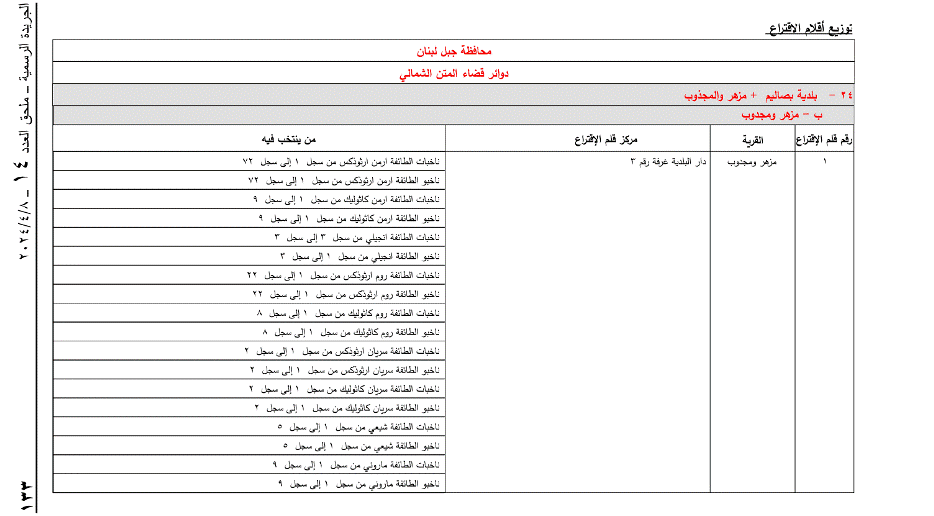 الجريدة الرسمية – ملحق العدد ١٤ – ٢٠٢٤/٤/٨
توزيع أقلام الاقتراع
محافظة جبل لبنان
دوائر قضاء المتن الشمالي
٢٤ - بلدية بصاليم + مزهر والمجذوب
ب - مزهر ومجدوب
رقم قلم الإقتراع القرية مركز قلم الإقتراع من ينتخب فيه
١ مزهر ومجدوب دار البلدية غرفة رقم ٣ ناخبات الطائفة ارمن ارثوذكس من سجل ١ إلى سجل ٧٢
ناخبو الطائفة ارمن ارثوذكس من سجل ١ إلى سجل ٧٢
ناخبات الطائفة ارمن كاثوليك من سجل ١ إلى سجل ٩
ناخبو الطائفة ارمن كاثوليك من سجل ١ إلى سجل ٩
ناخبات الطائفة انجيلي من سجل ٣ إلى سجل ٣
ناخبو الطائفة انجيلي من سجل ١ إلى سجل ٣
ناخبات الطائفة روم ارثوذكس من سجل ١ إلى سجل ٢٢
ناخبو الطائفة روم ارثوذكس من سجل ١ إلى سجل ٢٢
ناخبات الطائفة روم كاثوليك من سجل ١ إلى سجل ٨
ناخبو الطائفة روم كاثوليك من سجل ١ إلى سجل ٨
ناخبات الطائفة سريان ارثوذكس من سجل ١ إلى سجل ٢
ناخبو الطائفة سريان ارثوذكس من سجل ١ إلى سجل ٢
ناخبات الطائفة سريان كاثوليك من سجل ١ إلى سجل ٢
ناخبو الطائفة سريان كاثوليك من سجل ١ إلى سجل ٢
ناخبات الطائفة شيعي من سجل ١ إلى سجل ٥
ناخبو الطائفة شيعي من سجل ١ إلى سجل ٥
ناخبات الطائفة ماروني من سجل ١ إلى سجل ٩
ناخبو الطائفة ماروني من سجل ١ إلى سجل ٩
١٣٣